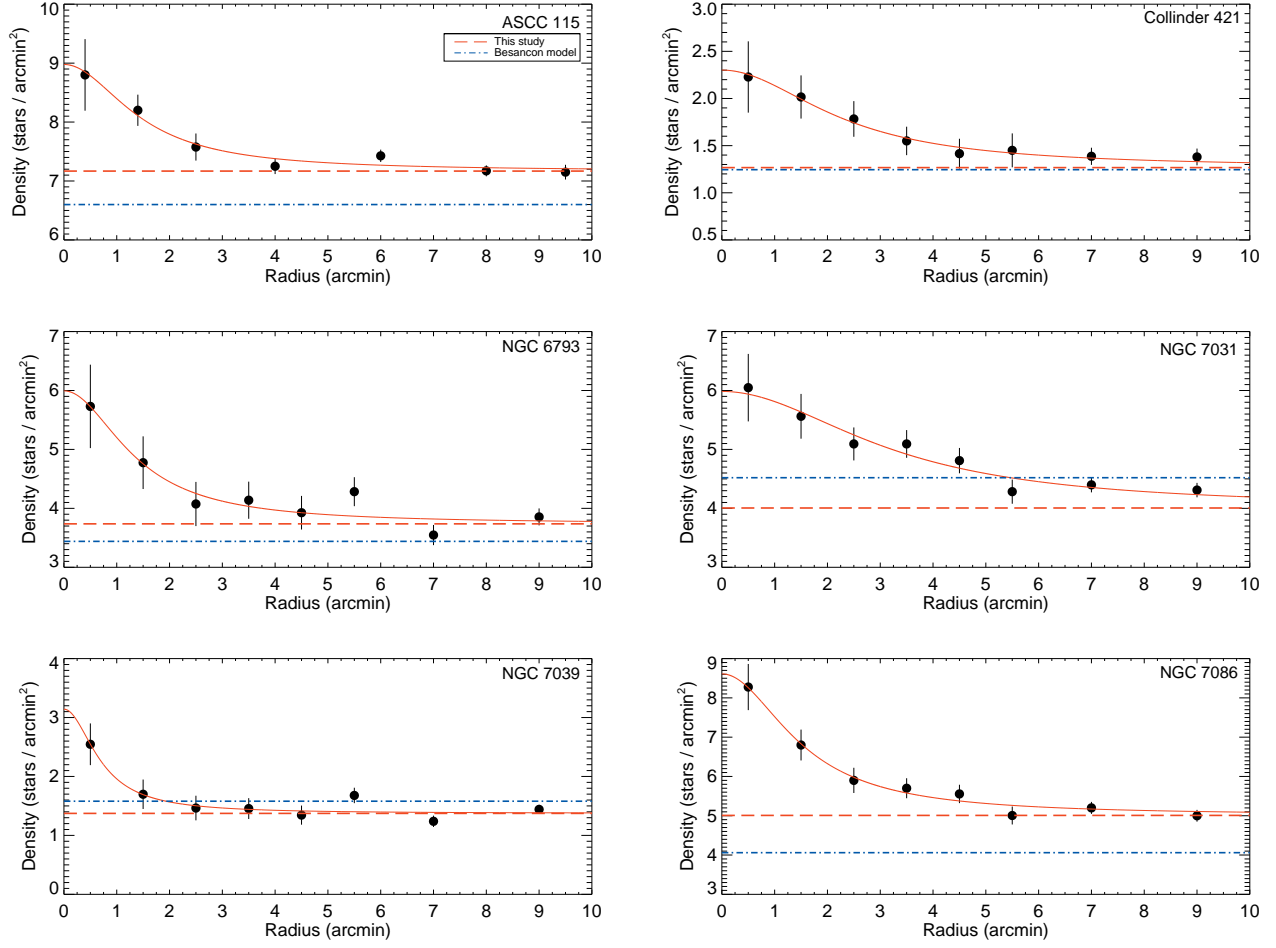 ASCC 115
This study
Besancon model
Density (stars / arcmin²)
10
9
8
7
6
0 1 2 3 4 5 6 7 8 9 10
Radius (arcmin)
Collinder 421
Density (stars / arcmin²)
3.0
2.5
2.0
1.5
1.0
0.5
0 1 2 3 4 5 6 7 8 9 10
Radius (arcmin)
NGC 6793
Density (stars / arcmin²)
7
6
5
4
3
0 1 2 3 4 5 6 7 8 9 10
Radius (arcmin)
NGC 7031
Density (stars / arcmin²)
7
6
5
4
3
0 1 2 3 4 5 6 7 8 9 10
Radius (arcmin)
NGC 7039
Density (stars / arcmin²)
4
3
2
1
0
0 1 2 3 4 5 6 7 8 9 10
Radius (arcmin)
NGC 7086
Density (stars / arcmin²)
9
8
7
6
5
4
3
0 1 2 3 4 5 6 7 8 9 10
Radius (arcmin)